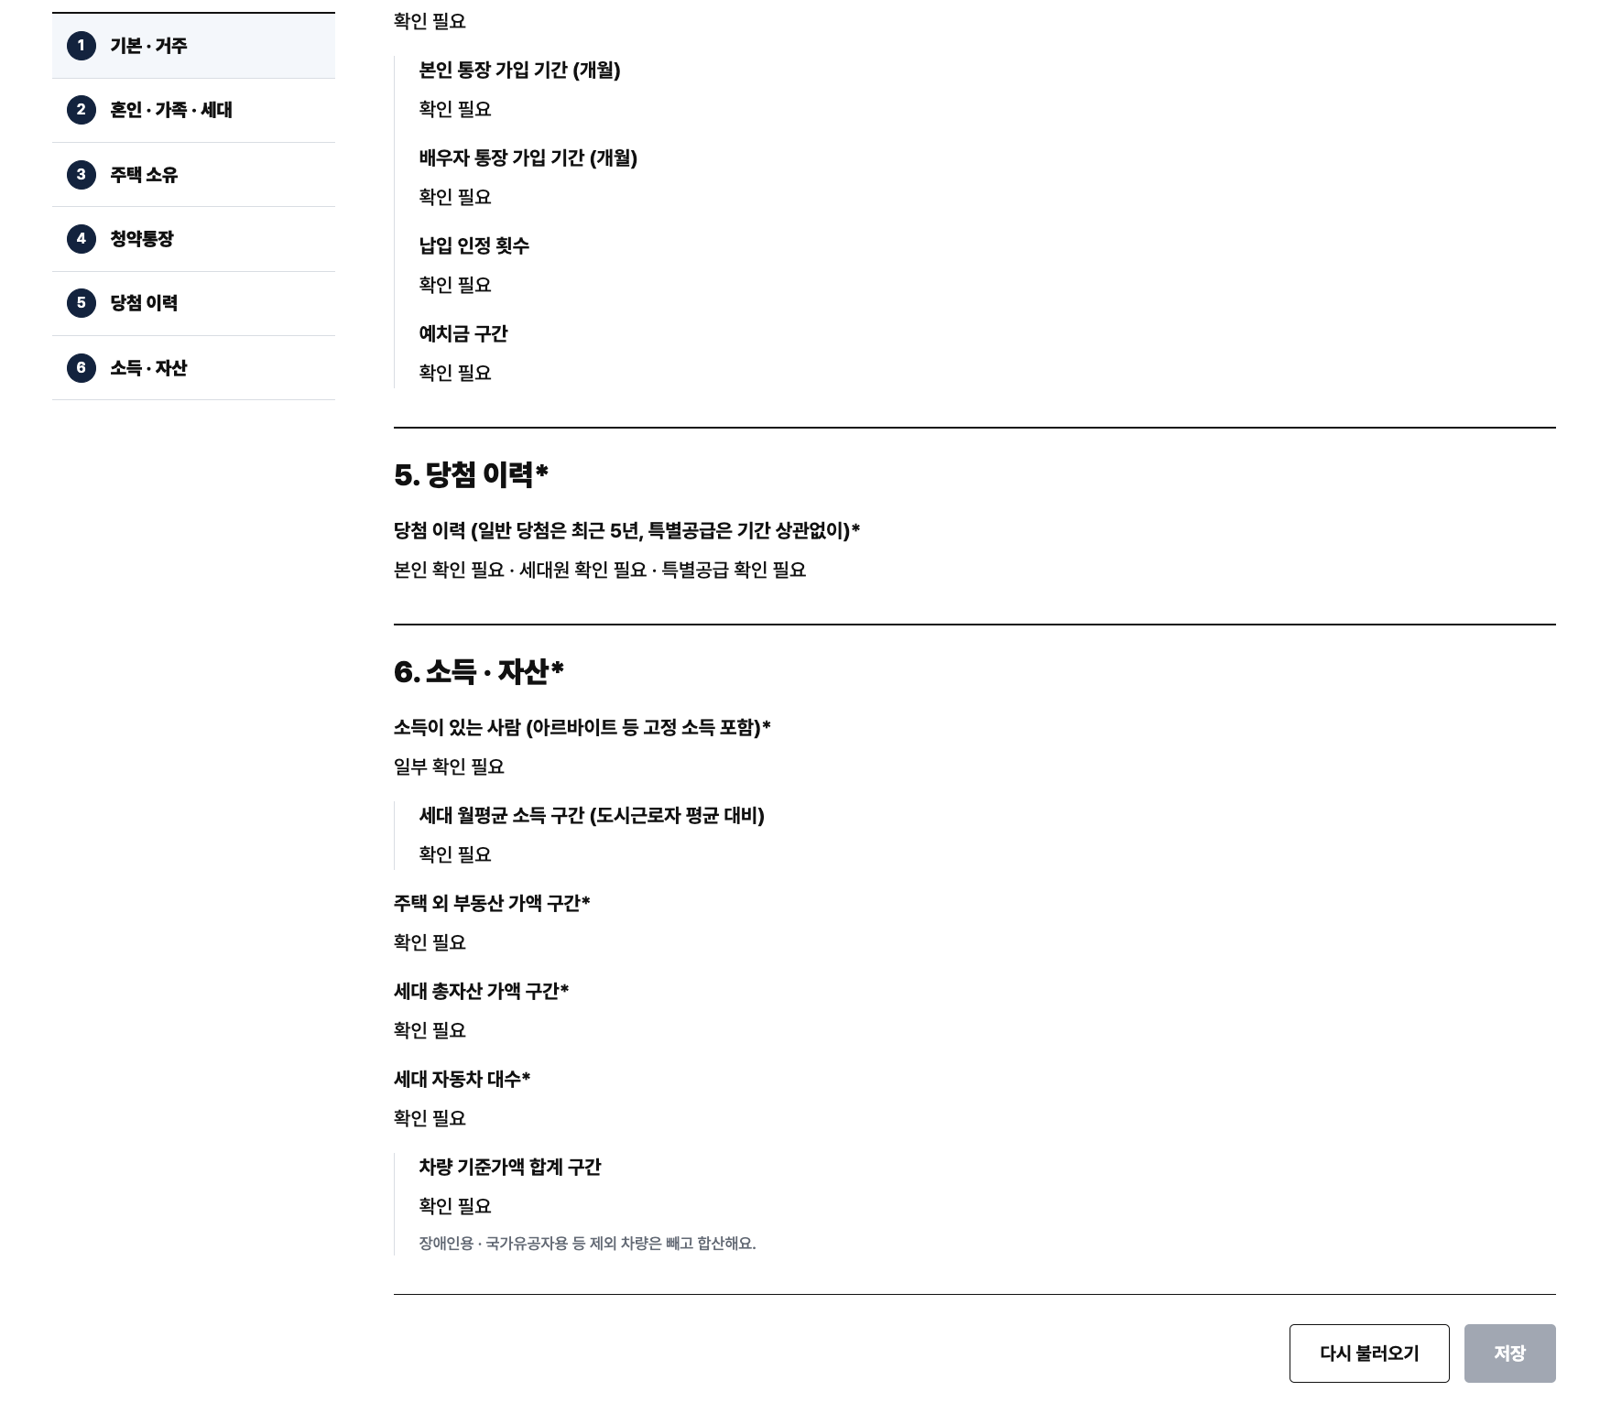 1 기본 · 거주
2 혼인 · 가족 · 세대
3 주택 소유
4 청약통장
5 당첨 이력
6 소득 · 자산
확인 필요
본인 통장 가입 기간 (개월)
확인 필요
배우자 통장 가입 기간 (개월)
확인 필요
납입 인정 횟수
확인 필요
예치금 구간
확인 필요
5. 당첨 이력*
당첨 이력 (일반 당첨은 최근 5년, 특별공급은 기간 상관없이)*
본인 확인 필요 · 세대원 확인 필요 · 특별공급 확인 필요
6. 소득 · 자산*
소득이 있는 사람 (아르바이트 등 고정 소득 포함)*
일부 확인 필요
세대 월평균 소득 구간 (도시근로자 평균 대비)
확인 필요
주택 외 부동산 가액 구간*
확인 필요
세대 총자산 가액 구간*
확인 필요
세대 자동차 대수*
확인 필요
차량 기준가액 합계 구간
확인 필요
장애인용 · 국가유공자용 등 제외 차량은 빼고 합산해요.
다시 불러오기
저장